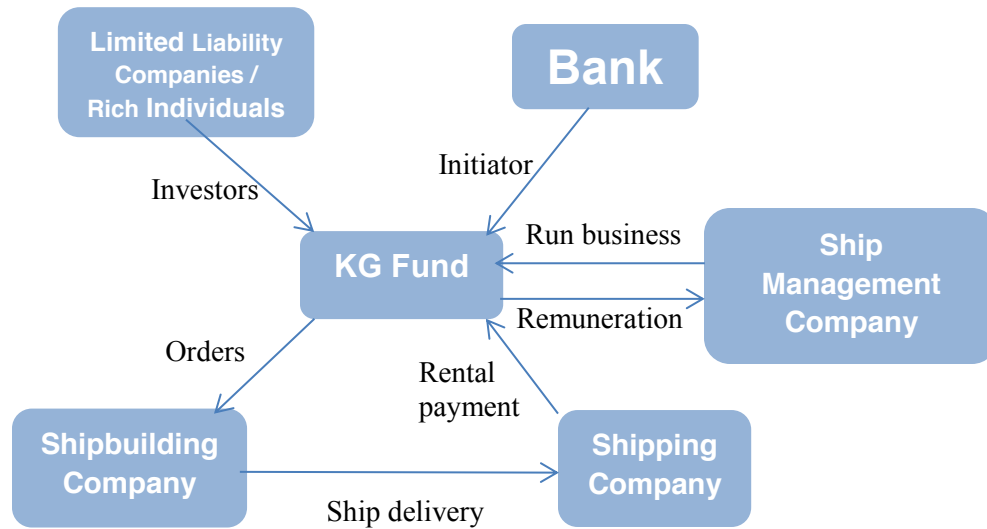 Limited Liability
Companies /
Rich Individuals
Bank
Investors
Initiator
KG Fund
Run business
Ship
Management
Company
Remuneration
Orders
Rental
payment
Shipbuilding
Company
Shipping
Company
Ship delivery